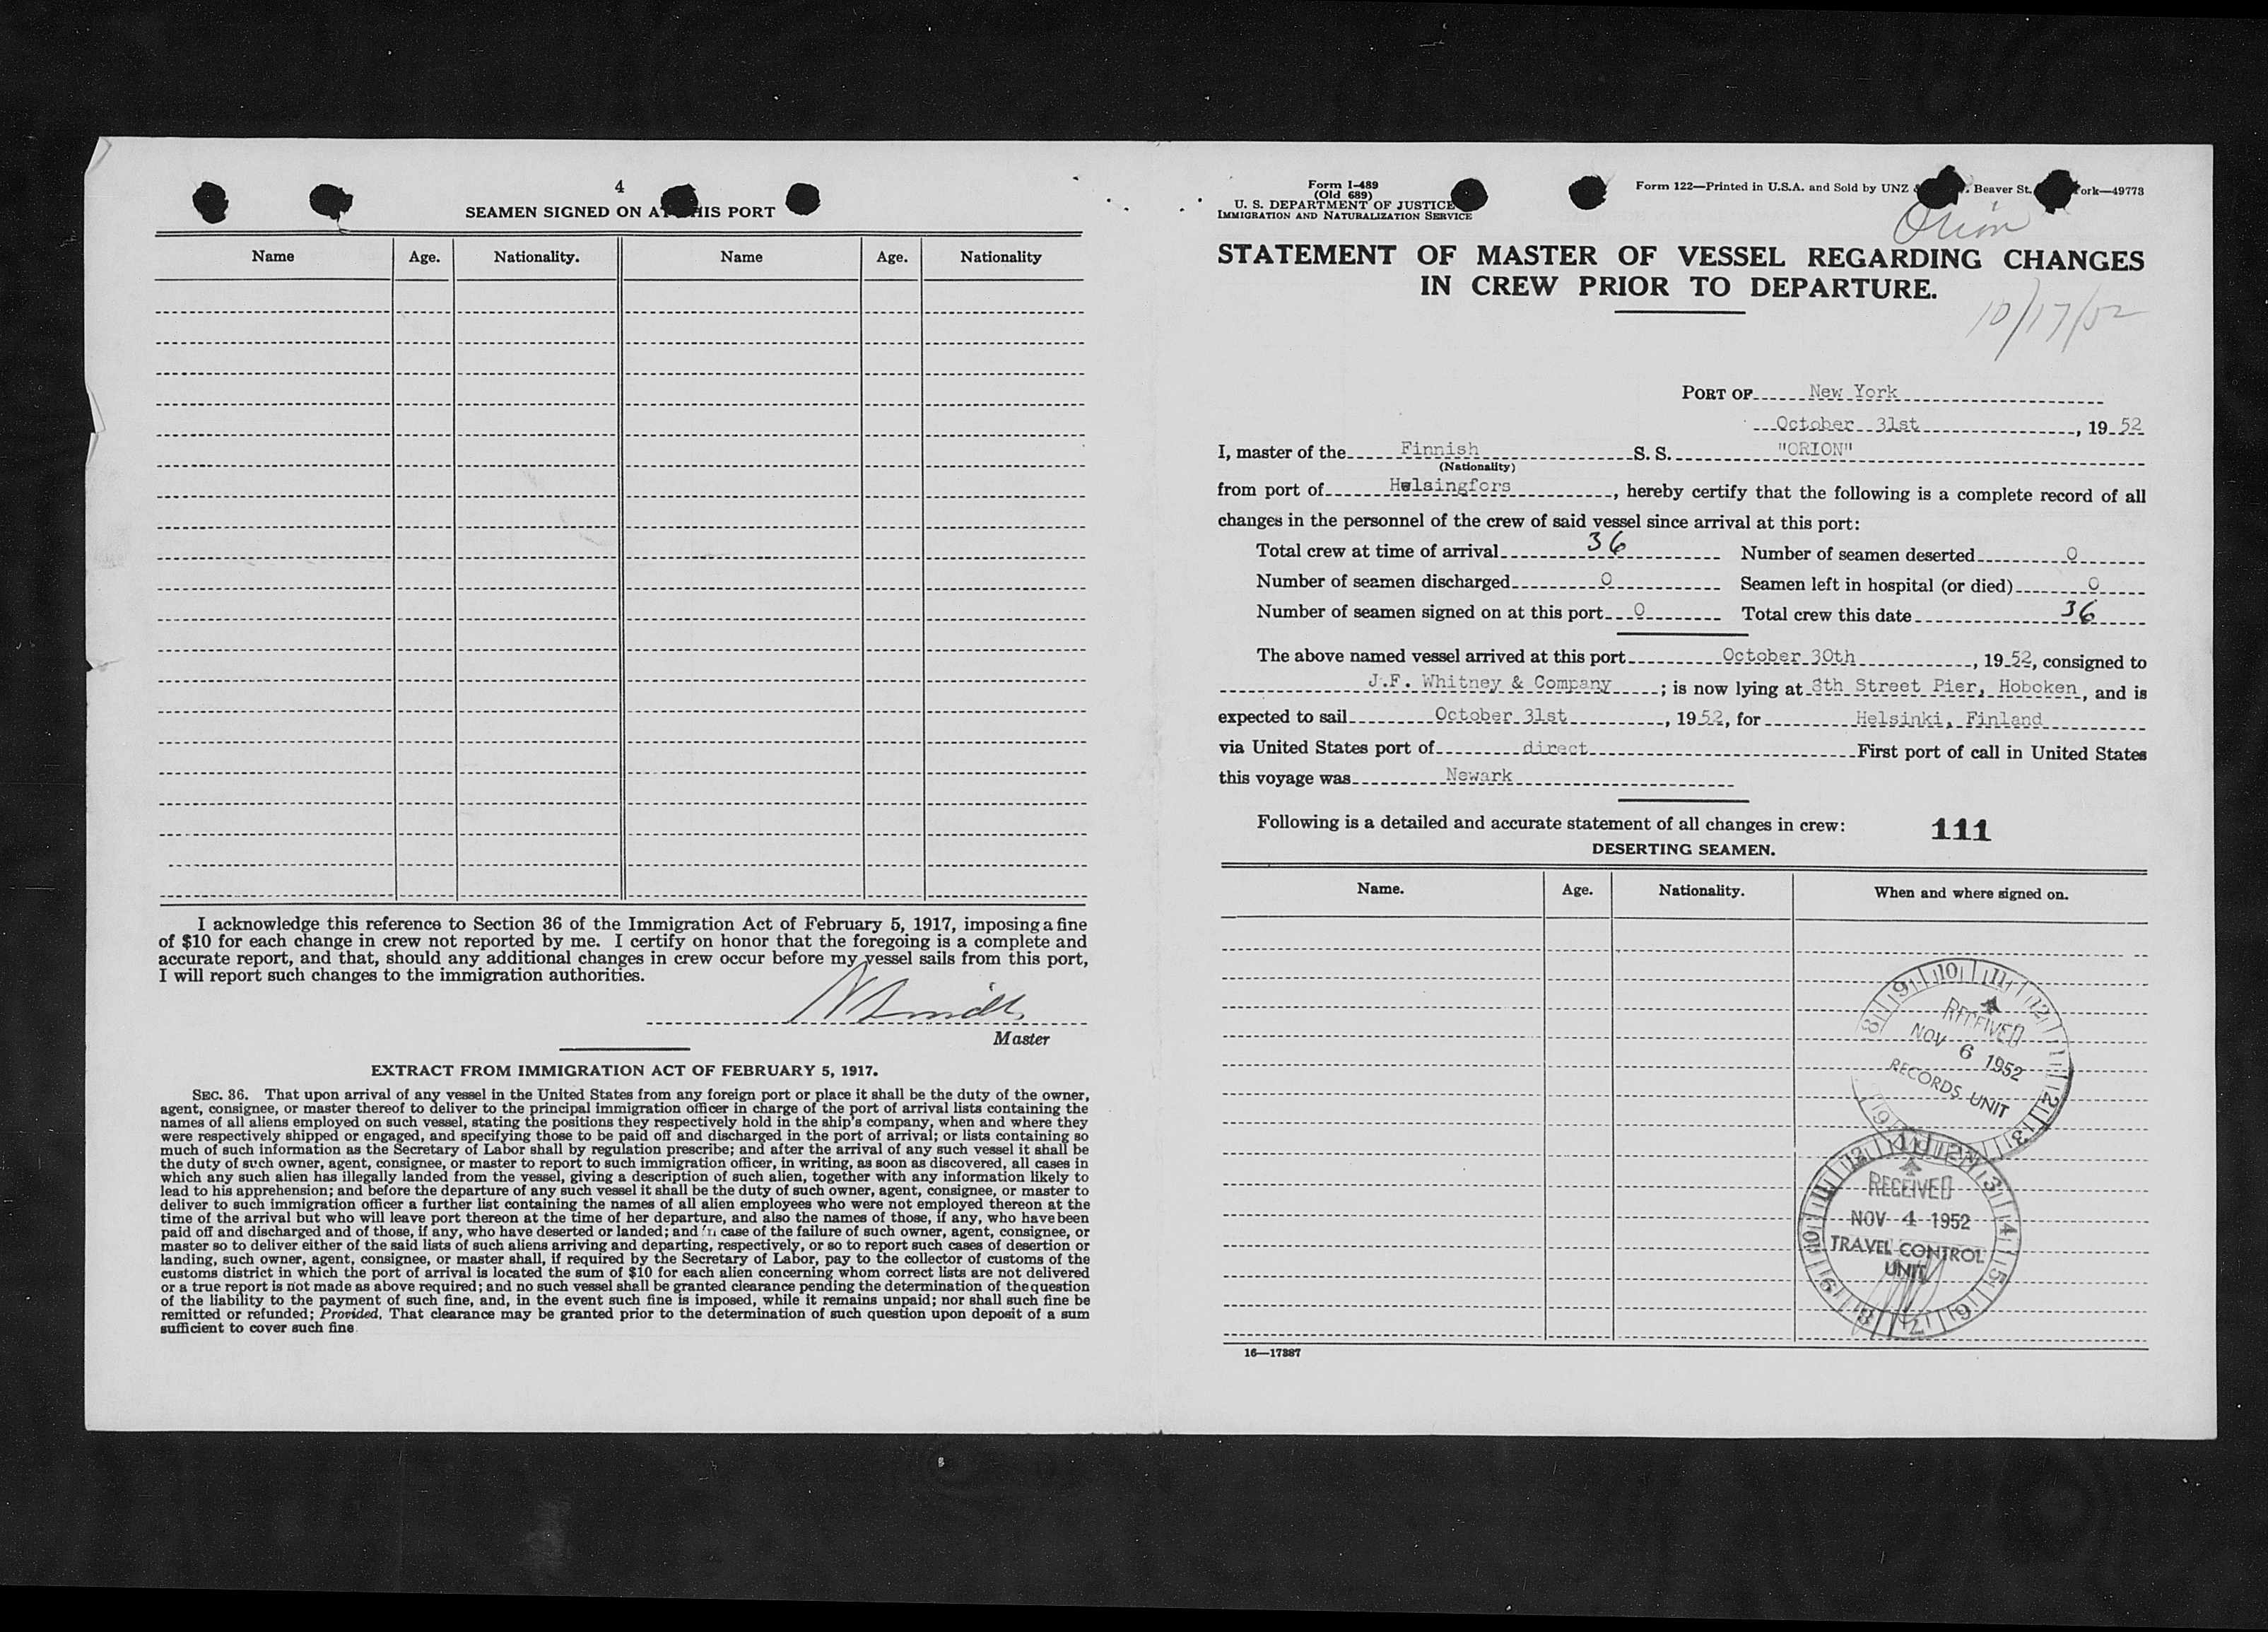 4
SEAMEN SIGNED ON AT THIS PORT
Name Age. Nationality. Name Age. Nationality
I acknowledge this reference to Section 36 of the Immigration Act of February 5, 1917, imposing a fine
of $10 for each change in crew not reported by me. I certify on honor that the foregoing is a complete and
accurate report, and that, should any additional changes in crew occur before my vessel sails from this port,
I will report such changes to the immigration authorities.
Master
EXTRACT FROM IMMIGRATION ACT OF FEBRUARY 5, 1917.
SEC. 36. That upon arrival of any vessel in the United States from any foreign port or place it shall be the duty of the owner,
agent, consignee, or master thereof to deliver to the principal immigration officer in charge of the port of arrival lists containing the
names of all aliens employed on such vessel, stating the positions they respectively hold in the ship's company, when and where they
were respectively shipped or engaged, and specifying those to be paid off and discharged in the port of arrival; or lists containing so
much of such information as the Secretary of Labor shall by regulation prescribe; and after the arrival of any such vessel it shall be
the duty of such owner, agent, consignee, or master to report to such immigration officer, in writing, as soon as discovered, all cases in
which any such alien has illegally landed from the vessel, giving a description of such alien, together with any information likely to
lead to his apprehension; and before the departure of any such vessel it shall be the duty of such owner, agent, consignee, or master to
deliver to such immigration officer a further list containing the names of all alien employees who were not employed thereon at the
time of the arrival but who will leave port thereon at the time of her departure, and also the names of those, if any, who have been
paid off and discharged and of those, if any, who have deserted or landed; and in case of the failure of such owner, agent, consignee, or
master so to deliver either of the said lists of such aliens arriving and departing, respectively, or so to report such cases of desertion or
landing, such owner, agent, consignee, or master shall, if required by the Secretary of Labor, pay to the collector of customs of the
customs district in which the port of arrival is located the sum of $10 for each alien concerning whom correct lists are not delivered
or a true report is not made as above required; and no such vessel shall be granted clearance pending the determination of the question
of the liability to the payment of such fine, and, in the event such fine is imposed, while it remains unpaid; nor shall such fine be
remitted or refunded; Provided, That clearance may be granted prior to the determination of such question upon deposit of a sum
sufficient to cover such fine
Form I-489
(Old 689)
U. S. DEPARTMENT OF JUSTICE
IMMIGRATION AND NATURALIZATION SERVICE
Form 122—Printed in U.S.A. and Sold by UNZ & Beaver St. ork—49773
Orion
STATEMENT OF MASTER OF VESSEL REGARDING CHANGES
IN CREW PRIOR TO DEPARTURE.
10/17/52
PORT OF New York
October 31st, 19 52
I, master of the Finnish S. S. "ORION"
(Nationality)
from port of Helsingfors, hereby certify that the following is a complete record of all
changes in the personnel of the crew of said vessel since arrival at this port:
Total crew at time of arrival 36 Number of seamen deserted 0
Number of seamen discharged 0 Seamen left in hospital (or died) 0
Number of seamen signed on at this port 0 Total crew this date 36
The above named vessel arrived at this port October 30th, 19 52, consigned to
J.F. Whitney & Company; is now lying at 8th Street Pier, Hoboken, and is
expected to sail October 31st, 19 52, for Helsinki, Finland
via United States port of direct First port of call in United States
this voyage was Newark
Following is a detailed and accurate statement of all changes in crew: 111
DESERTING SEAMEN.
Name. Age. Nationality. When and where signed on.
RECEIVED
NOV 6 1952
RECORDS UNIT
RECEIVED
NOV 4 1952
TRAVEL CONTROL
UNIT
16—17387